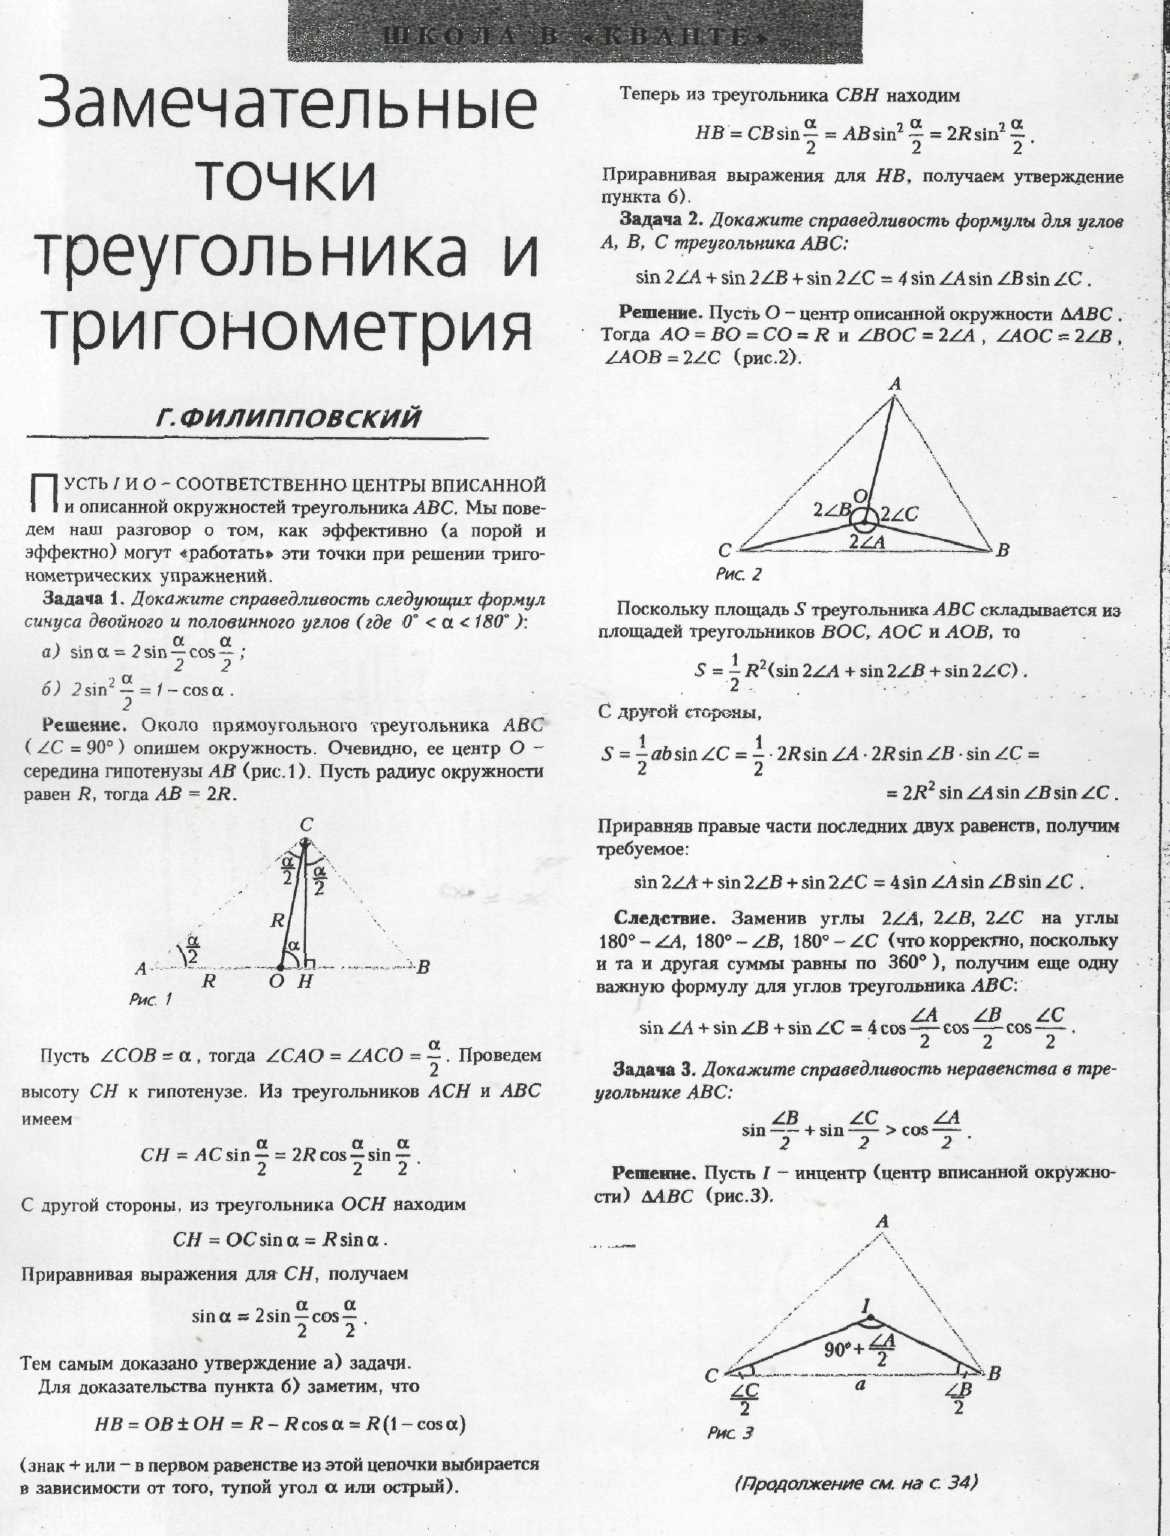 ШКОЛА В «КВАНТЕ»
Замечательные
точки
треугольника и
тригонометрия
Г.ФИЛИППОВСКИЙ
ПУСТЬ I И O – СООТВЕТСТВЕННО ЦЕНТРЫ ВПИСАННОЙ
и описанной окружностей треугольника ABC. Мы пове-
дем наш разговор о том, как эффективно (а порой и
эффектно) могут «работать» эти точки при решении триго-
нометрических упражнений.
Задача 1. Докажите справедливость следующих формул
синуса двойного и половинного углов (где 0° < α < 180°):
а) sin α = 2 sin α/2 cos α/2 ;
б) 2 sin² α/2 = 1 – cos α .
Решение. Около прямоугольного треугольника ABC
(∠C = 90°) опишем окружность. Очевидно, ее центр O –
середина гипотенузы AB (рис.1). Пусть радиус окружности
равен R, тогда AB = 2R.
C
α/2
α/2
R
α/2
α
A
B
R
O
H
Рис. 1
Пусть ∠COB = α , тогда ∠CAO = ∠ACO = α/2 . Проведем
высоту CH к гипотенузе. Из треугольников ACH и ABC
имеем
CH = AC sin α/2 = 2R cos α/2 sin α/2 .
С другой стороны, из треугольника OCH находим
CH = OC sin α = R sin α .
Приравнивая выражения для CH, получаем
sin α = 2 sin α/2 cos α/2 .
Тем самым доказано утверждение а) задачи.
Для доказательства пункта б) заметим, что
HB = OB ± OH = R – R cos α = R(1 – cos α)
(знак + или – в первом равенстве из этой цепочки выбирается
в зависимости от того, тупой угол α или острый).
Теперь из треугольника CBH находим
HB = CB sin α/2 = AB sin² α/2 = 2R sin² α/2 .
Приравнивая выражения для HB, получаем утверждение
пункта б).
Задача 2. Докажите справедливость формулы для углов
A, B, C треугольника ABC:
sin 2∠A + sin 2∠B + sin 2∠C = 4 sin ∠A sin ∠B sin ∠C .
Решение. Пусть O – центр описанной окружности ΔABC .
Тогда AO = BO = CO = R и ∠BOC = 2∠A , ∠AOC = 2∠B ,
∠AOB = 2∠C (рис.2).
A
O
2∠B
2∠C
2∠A
C
B
Рис. 2
Поскольку площадь S треугольника ABC складывается из
площадей треугольников BOC, AOC и AOB, то
S = 1/2 R²(sin 2∠A + sin 2∠B + sin 2∠C) .
С другой стороны,
S = 1/2 ab sin ∠C = 1/2 · 2R sin ∠A · 2R sin ∠B · sin ∠C =
= 2R² sin ∠A sin ∠B sin ∠C .
Приравняв правые части последних двух равенств, получим
требуемое:
sin 2∠A + sin 2∠B + sin 2∠C = 4 sin ∠A sin ∠B sin ∠C .
Следствие. Заменив углы 2∠A, 2∠B, 2∠C на углы
180° – ∠A, 180° – ∠B, 180° – ∠C (что корректно, поскольку
и та и другая суммы равны по 360°), получим еще одну
важную формулу для углов треугольника ABC:
sin ∠A + sin ∠B + sin ∠C = 4 cos ∠A/2 cos ∠B/2 cos ∠C/2 .
Задача 3. Докажите справедливость неравенства в тре-
угольнике ABC:
sin ∠B/2 + sin ∠C/2 > cos ∠A/2 .
Решение. Пусть I – инцентр (центр вписанной окружно-
сти) ΔABC (рис.3).
A
I
90° + ∠A/2
C
B
∠C/2
a
∠B/2
Рис. 3
(Продолжение см. на с. 34)